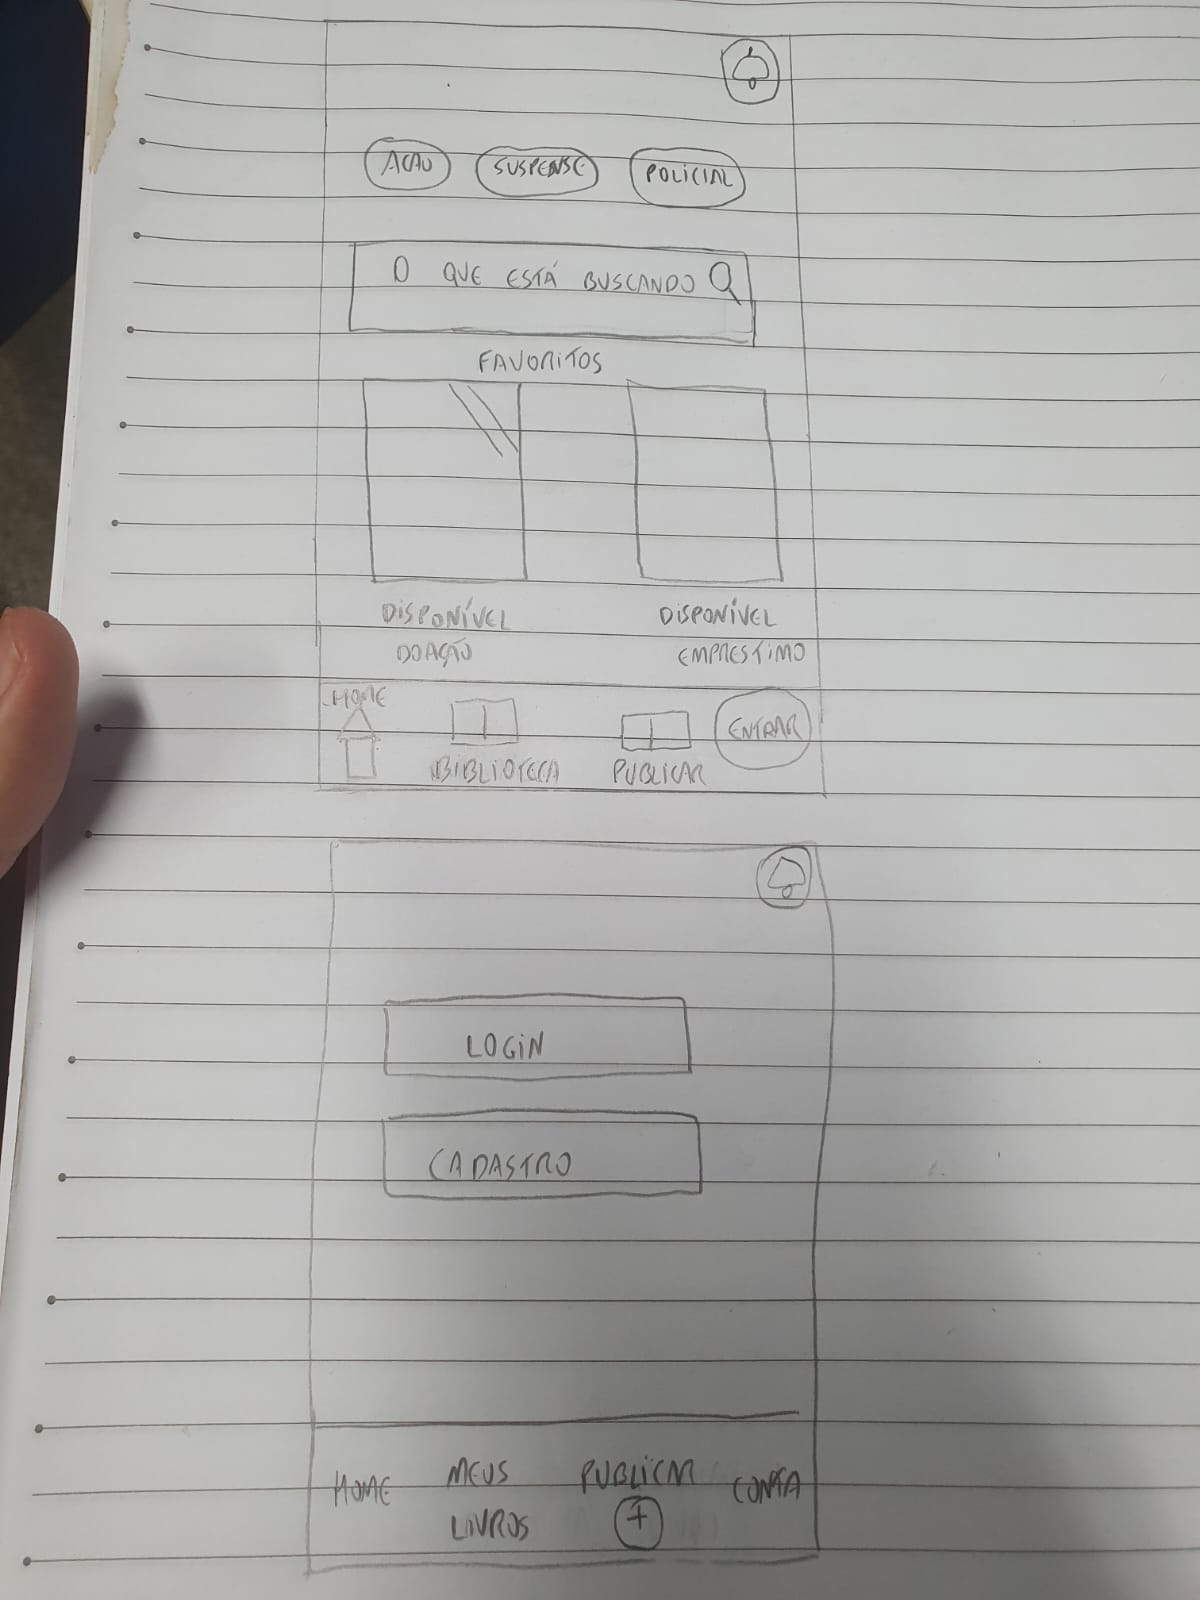 AÇÃO SUSPENSE POLICIAL
O QUE ESTÁ BUSCANDO
FAVORITOS
DISPONÍVEL DISPONÍVEL
DOAÇÃO EMPRESTIMO
HOME
ENTRAR
BIBLIOTECA PUBLICAR
LOGIN
CADASTRO
HOME MEUS PUBLICAR CONTA
LIVROS +